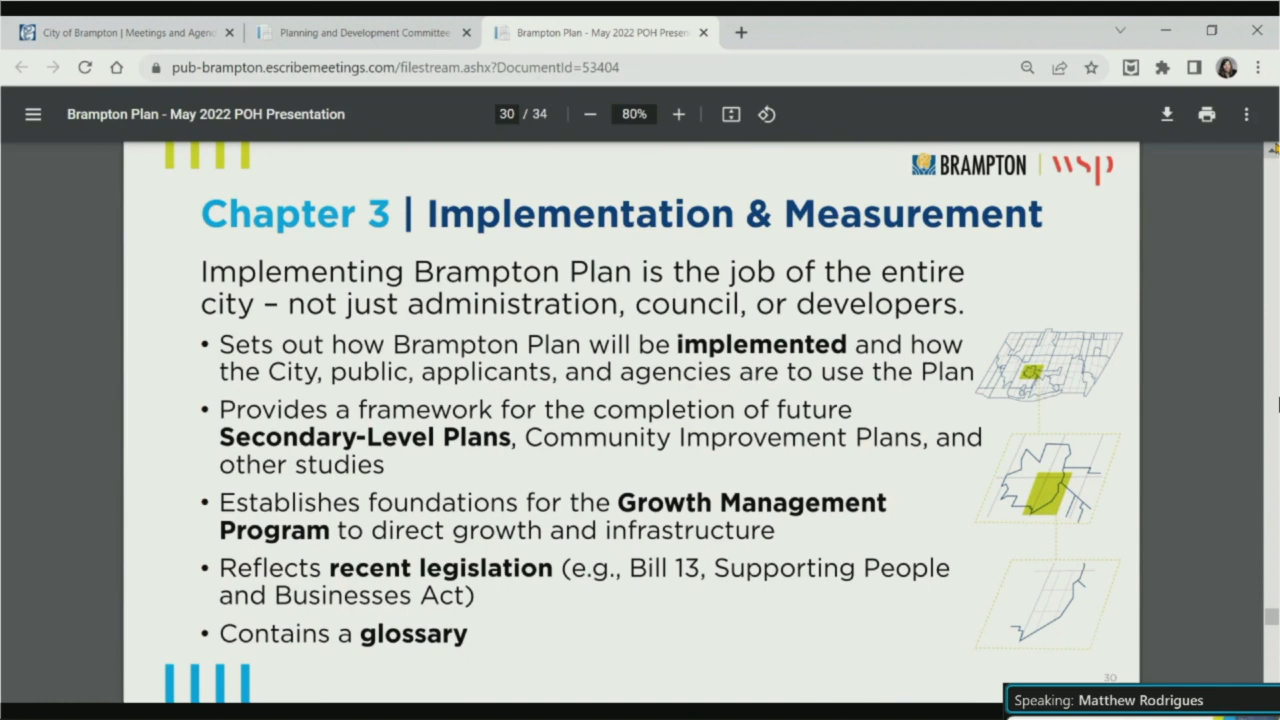 City of Brampton | Meetings and Agen
Planning and Development Committee
Brampton Plan - May 2022 POH Presen
pub-brampton.escribemeetings.com/filestream.ashx?DocumentId=53404
Brampton Plan - May 2022 POH Presentation
30 / 34
80%
BRAMPTON | wsp
Chapter 3 | Implementation & Measurement
Implementing Brampton Plan is the job of the entire
city – not just administration, council, or developers.
• Sets out how Brampton Plan will be implemented and how
the City, public, applicants, and agencies are to use the Plan
• Provides a framework for the completion of future
Secondary-Level Plans, Community Improvement Plans, and
other studies
• Establishes foundations for the Growth Management
Program to direct growth and infrastructure
• Reflects recent legislation (e.g., Bill 13, Supporting People
and Businesses Act)
• Contains a glossary
30
Speaking: Matthew Rodrigues